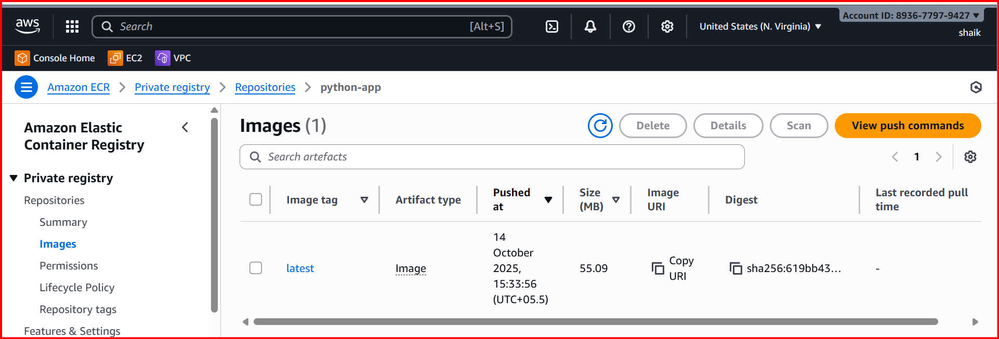 aws
Search [Alt+S]
United States (N. Virginia)
Account ID: 8936-7797-9427
shaik
Console Home
EC2
VPC
Amazon ECR
Private registry
Repositories
python-app
Amazon Elastic
Container Registry
Private registry
Repositories
Summary
Images
Permissions
Lifecycle Policy
Repository tags
Features & Settings
Images (1)
Delete
Details
Scan
View push commands
Search artefacts
1
Image tag
Artifact type
Pushed
at
Size
(MB)
Image
URI
Digest
Last recorded pull
time
latest
Image
14
October
2025,
15:33:56
(UTC+05.5)
55.09
Copy
URI
sha256:619bb43...
-